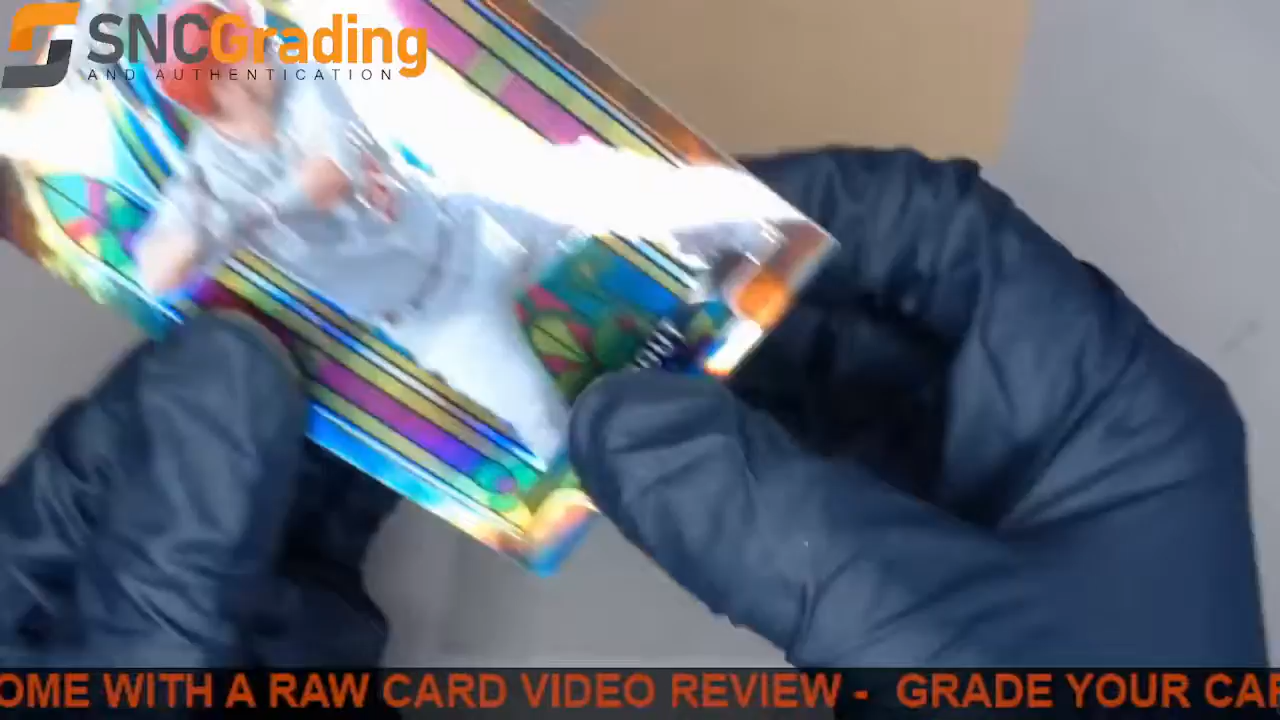 SNCGrading
AND AUTHENTICATION
OME WITH A RAW CARD VIDEO REVIEW - GRADE YOUR CAR